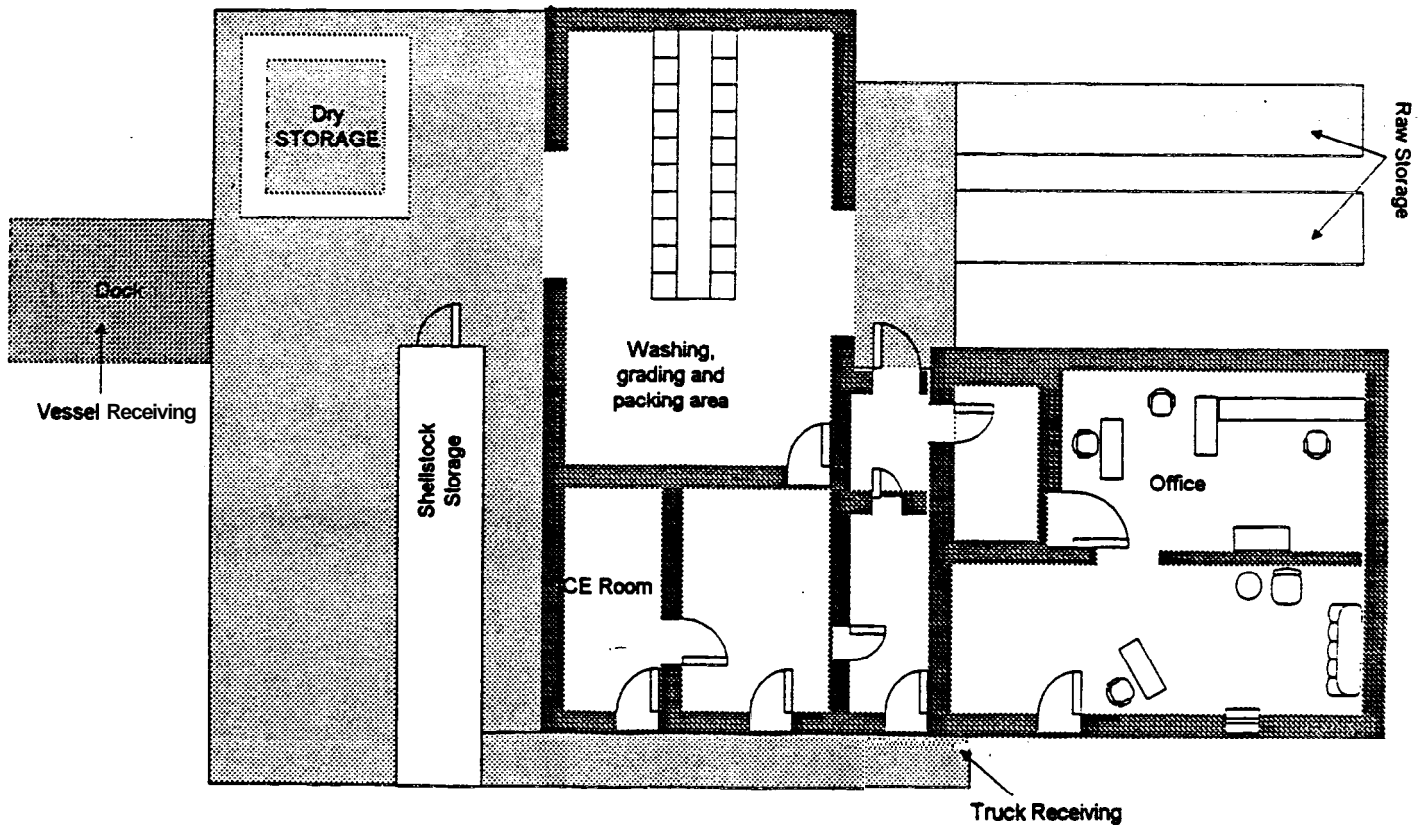 Dry
STORAGE
Raw Storage
Dock
Vessel Receiving
Washing,
grading and
packing area
Shellstock
Storage
Office
CE Room
Truck Receiving